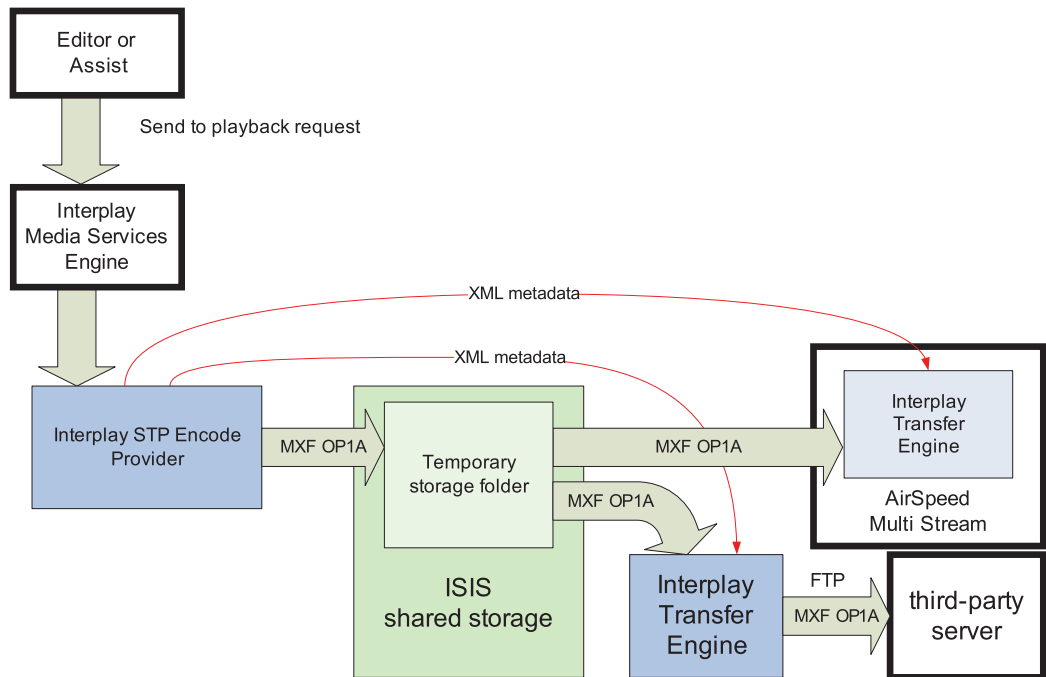 Editor or
Assist
Send to playback request
Interplay
Media Services
Engine
XML metadata
XML metadata
Interplay STP Encode
Provider
MXF OP1A
Temporary
storage folder
MXF OP1A
MXF OP1A
Interplay
Transfer
Engine
AirSpeed
Multi Stream
ISIS
shared storage
Interplay
Transfer
Engine
FTP
MXF OP1A
third-party
server